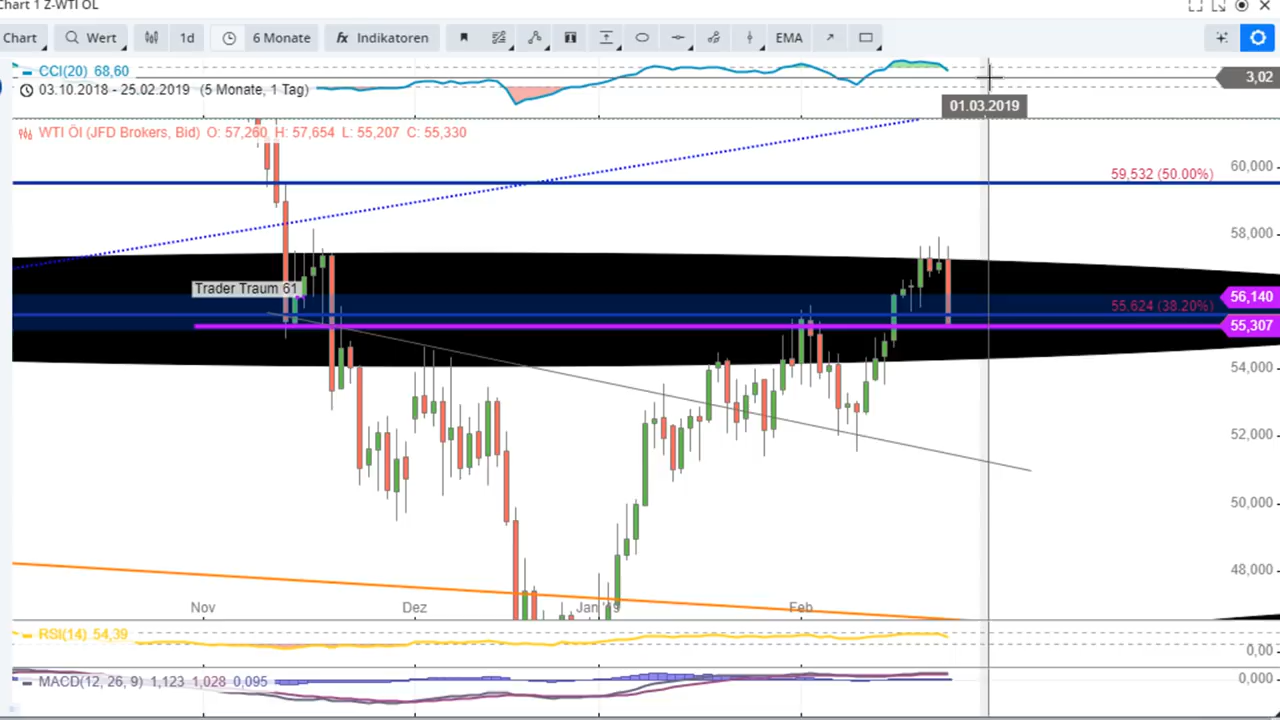 Chart 1 Z-WTI ÖL
Chart Wert 1d 6 Monate fx Indikatoren EMA
CCI(20) 68,60
3,02
03.10.2018 - 25.02.2019 (5 Monate, 1 Tag)
01.03.2019
WTI Öl (JFD Brokers, Bid) O: 57,260 H: 57,654 L: 55,207 C: 55,330
60,000
59,532 (50.00%)
58,000
Trader Traum 61
56,140
55,624 (38.20%)
55,307
54,000
52,000
50,000
48,000
Nov Dez Jan '19 Feb
RSI(14) 54,39
0,00
MACD(12, 26, 9) 1,123 1,028 0,095
0,000